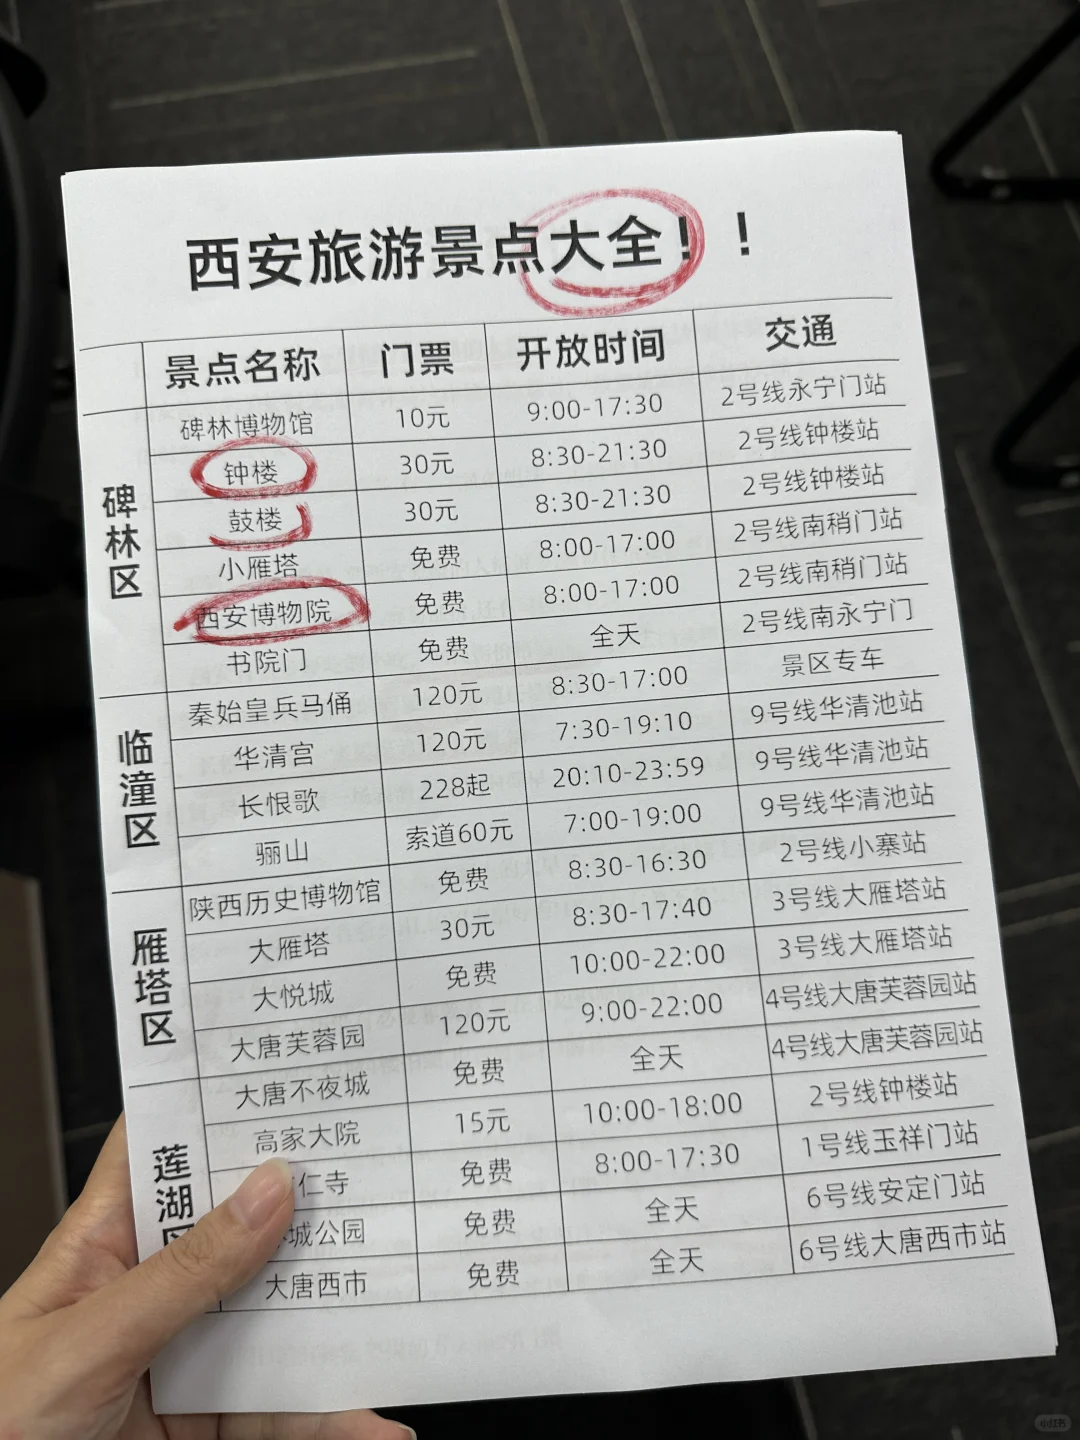 西安旅游景点大全！！
景点名称 门票 开放时间 交通
碑林区
碑林博物馆 10元 9:00-17:30 2号线永宁门站
钟楼 30元 8:30-21:30 2号线钟楼站
鼓楼 30元 8:30-21:30 2号线钟楼站
小雁塔 免费 8:00-17:00 2号线南稍门站
西安博物院 免费 8:00-17:00 2号线南稍门站
书院门 免费 全天 2号线南永宁门
临潼区
秦始皇兵马俑 120元 8:30-17:00 景区专车
华清宫 120元 7:30-19:10 9号线华清池站
长恨歌 228起 20:10-23:59 9号线华清池站
骊山 索道60元 7:00-19:00 9号线华清池站
雁塔区
陕西历史博物馆 免费 8:30-16:30 2号线小寨站
大雁塔 30元 8:30-17:40 3号线大雁塔站
大悦城 免费 10:00-22:00 3号线大雁塔站
大唐芙蓉园 120元 9:00-22:00 4号线大唐芙蓉园站
大唐不夜城 免费 全天 4号线大唐芙蓉园站
莲湖区
高家大院 15元 10:00-18:00 2号线钟楼站
仁寺 免费 8:00-17:30 1号线玉祥门站
城公园 免费 全天 6号线安定门站
大唐西市 免费 全天 6号线大唐西市站
小红书